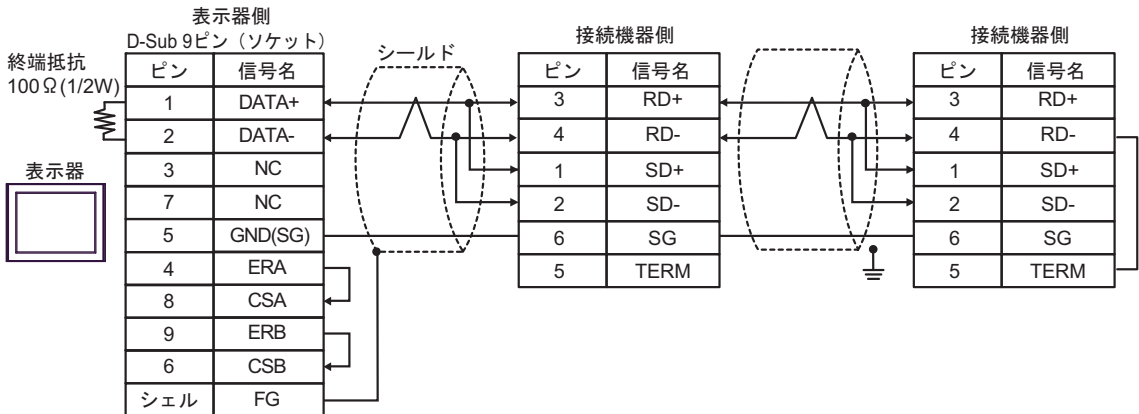 表示器側
D-Sub 9ピン（ソケット）
終端抵抗
100Ω(1/2W)
表示器
ピン 信号名
1 DATA+
2 DATA-
3 NC
7 NC
5 GND(SG)
4 ERA
8 CSA
9 ERB
6 CSB
シェル FG
シールド
接続機器側
ピン 信号名
3 RD+
4 RD-
1 SD+
2 SD-
6 SG
5 TERM
接続機器側
ピン 信号名
3 RD+
4 RD-
1 SD+
2 SD-
6 SG
5 TERM